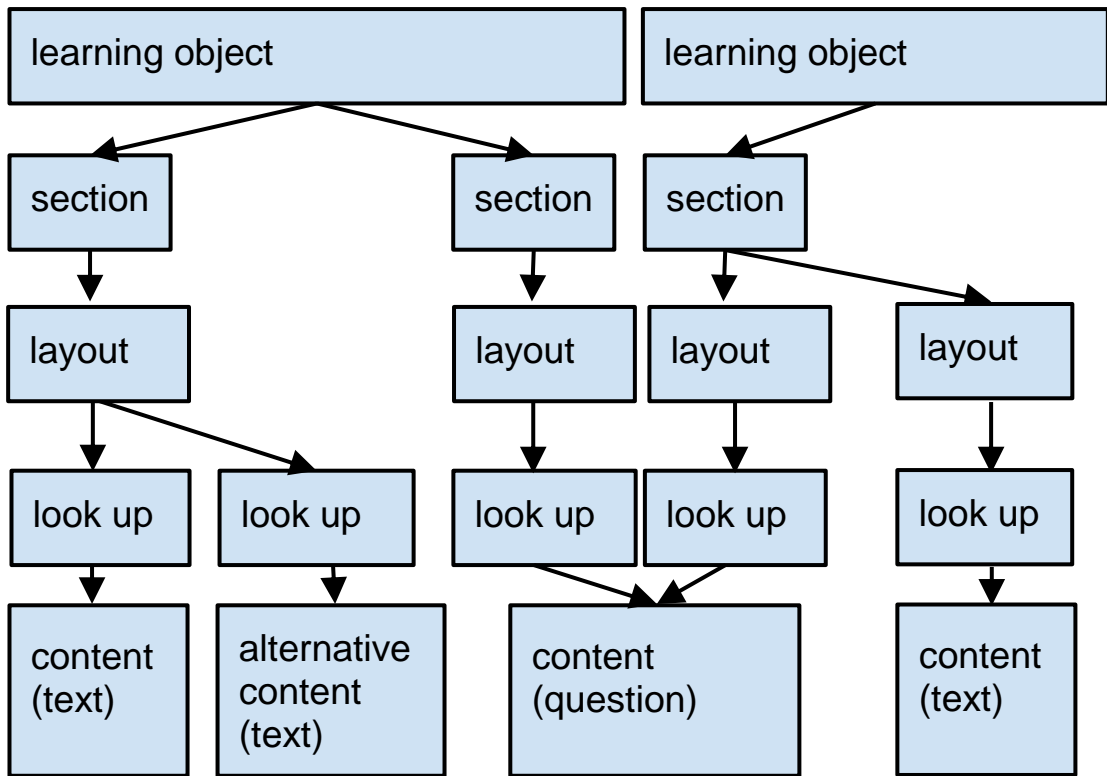 learning object
learning object
section
section
section
layout
layout
layout
layout
look up
look up
look up
look up
look up
content
(text)
alternative
content
(text)
content
(question)
content
(text)